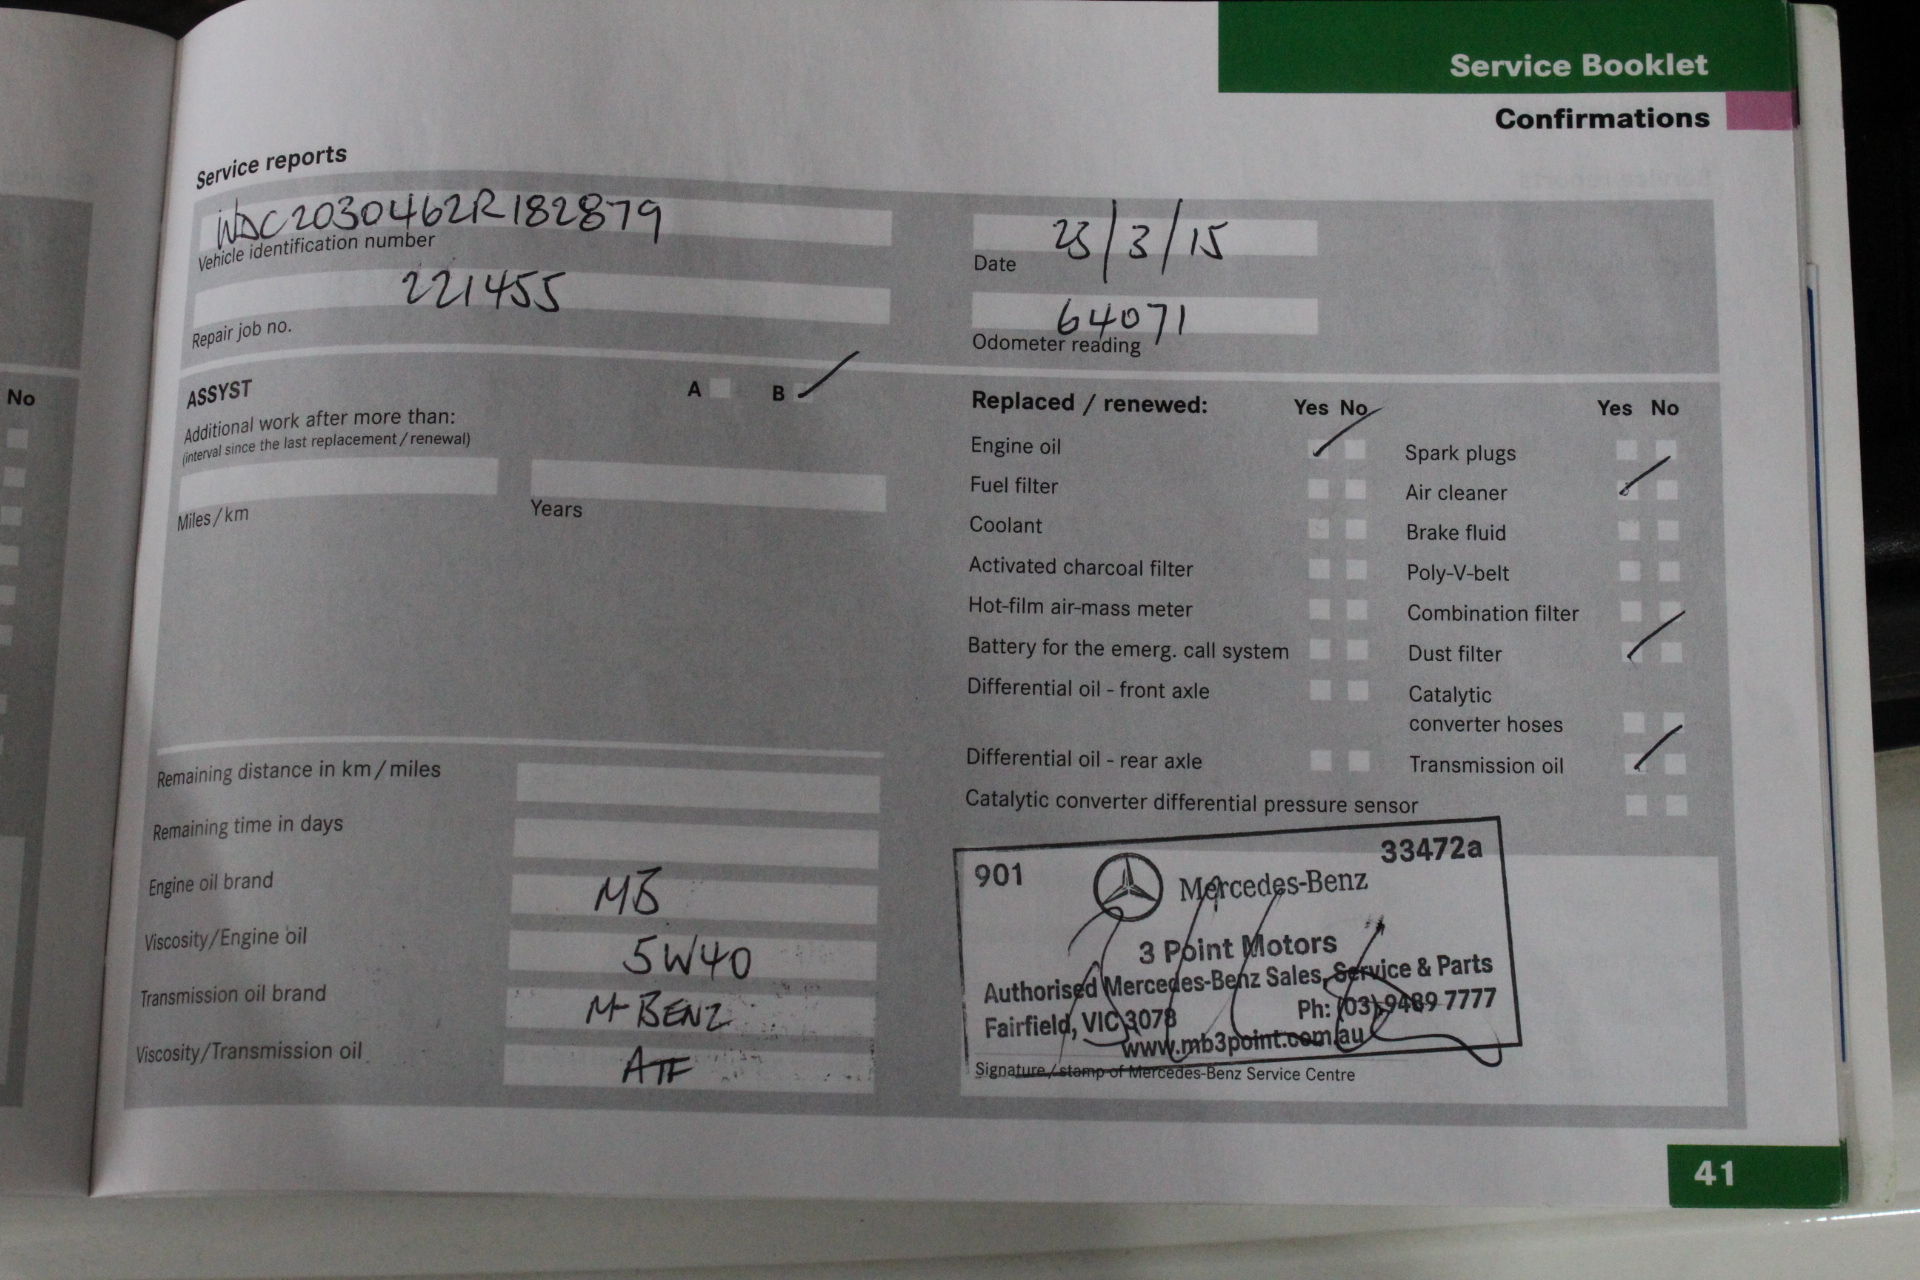 Service Booklet
Confirmations
No
Service reports
WDC2030462R182879
Vehicle identification number
23/3/15
Date
221455
Repair job no.
64071
Odometer reading
ASSYST
A B
Additional work after more than:
(interval since the last replacement / renewal)
Miles / km
Years
Remaining distance in km / miles
Remaining time in days
Engine oil brand
MB
Viscosity/Engine oil
5W40
Transmission oil brand
M-BENZ
Viscosity/Transmission oil
ATF
Replaced / renewed: Yes No
Engine oil
Fuel filter
Coolant
Activated charcoal filter
Hot-film air-mass meter
Battery for the emerg. call system
Differential oil - front axle
Differential oil - rear axle
Catalytic converter differential pressure sensor
Yes No
Spark plugs
Air cleaner
Brake fluid
Poly-V-belt
Combination filter
Dust filter
Catalytic
converter hoses
Transmission oil
901 33472a
Mercedes-Benz
3 Point Motors
Authorised Mercedes-Benz Sales, Service & Parts
Fairfield, VIC 3078 Ph: (03) 9489 7777
www.mb3point.com.au
Signature / stamp of Mercedes-Benz Service Centre
41